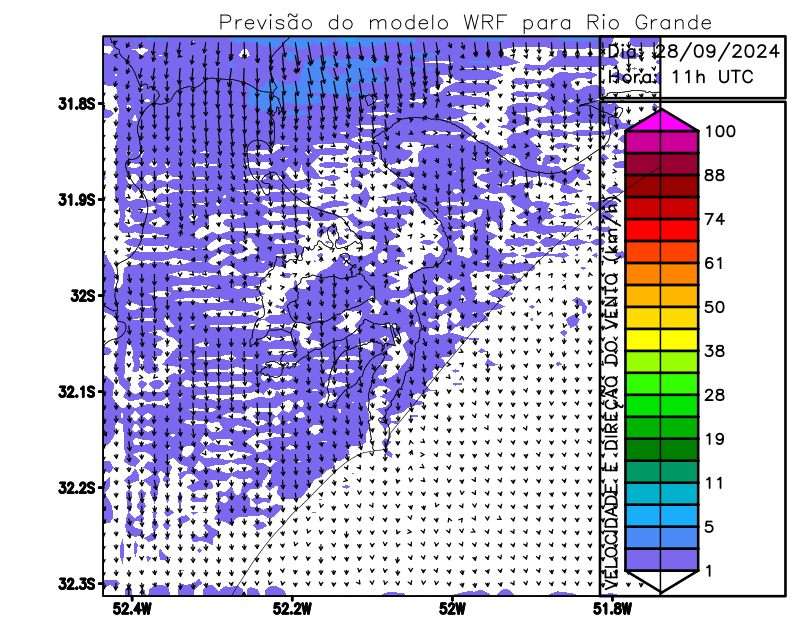 Previsão do modelo WRF para Rio Grande
Dia: 28/09/2024
Hora: 11h UTC
31.8S
31.9S
32S
32.1S
32.2S
32.3S
52.4W
52.2W
52W
51.8W
VELOCIDADE E DIREÇÃO DO VENTO (km/h)
100
88
74
61
50
38
28
19
11
5
1